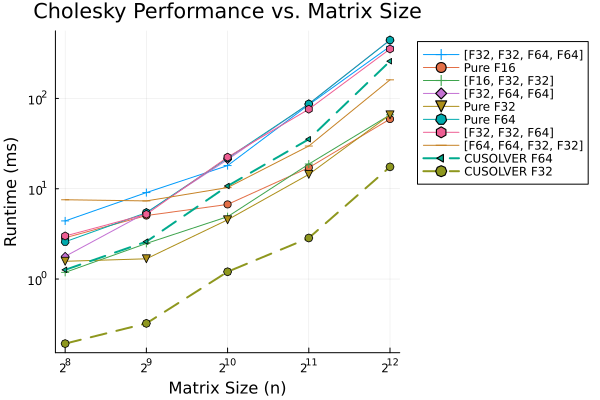 Cholesky Performance vs. Matrix Size
Runtime (ms)
10²
10¹
10⁰
2⁸ 2⁹ 2¹⁰ 2¹¹ 2¹²
Matrix Size (n)
[F32, F32, F64, F64]
Pure F16
[F16, F32, F32]
[F32, F64, F64]
Pure F32
Pure F64
[F32, F32, F64]
[F64, F64, F32, F32]
CUSOLVER F64
CUSOLVER F32